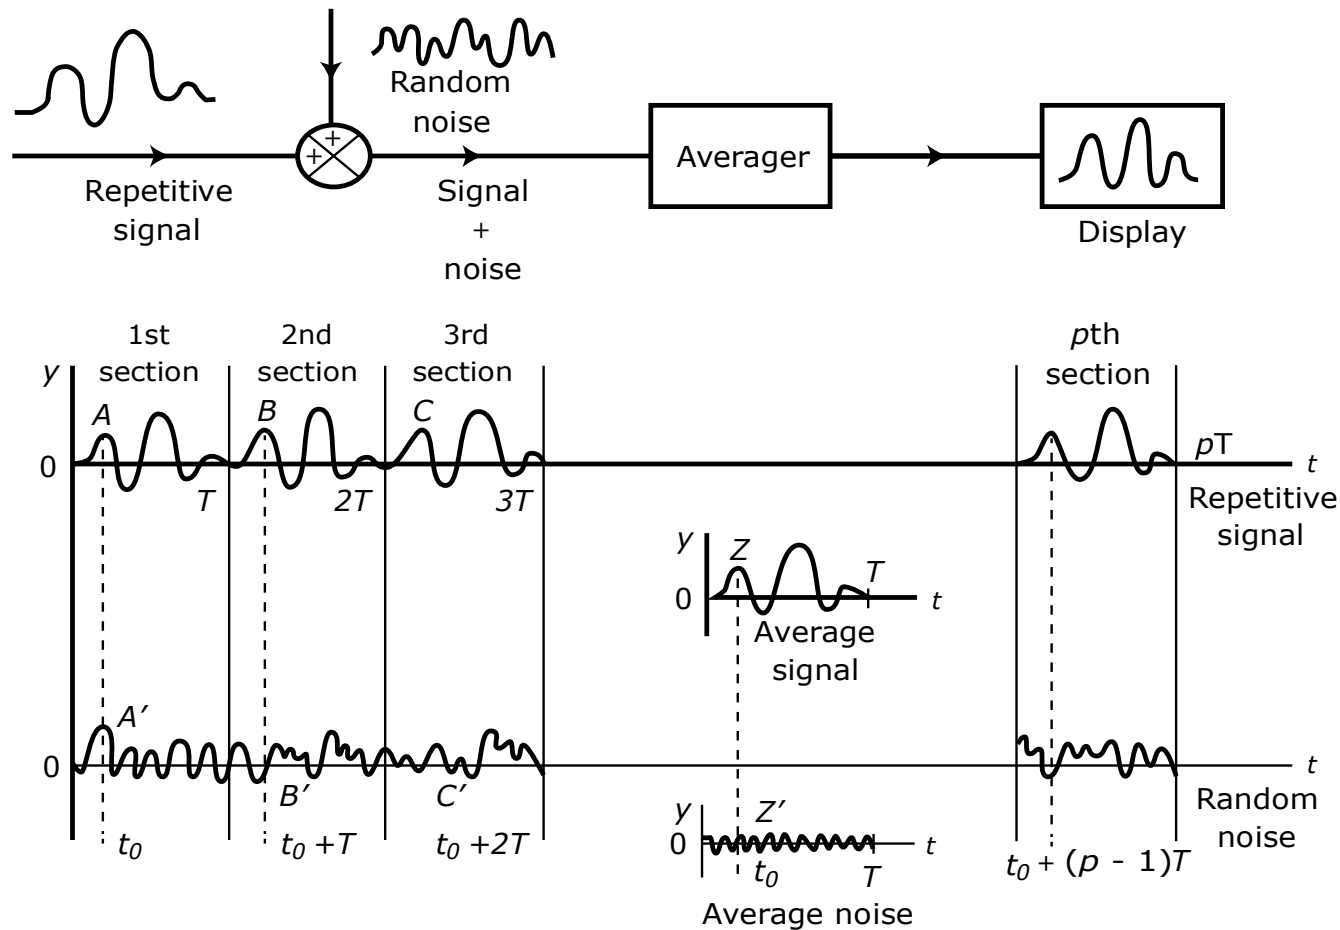 Random
noise
+
+
Averager
Repetitive
signal
Signal
+
noise
Display
1st
section
2nd
section
3rd
section
pth
section
y
A
B
C
0
T
2T
3T
pT
t
Repetitive
signal
y
Z
T
0
t
Average
signal
A′
0
B′
C′
t
Random
noise
t₀
t₀ +T
t₀ +2T
y
Z′
0
t
t₀
T
Average noise
t₀ + (p - 1)T